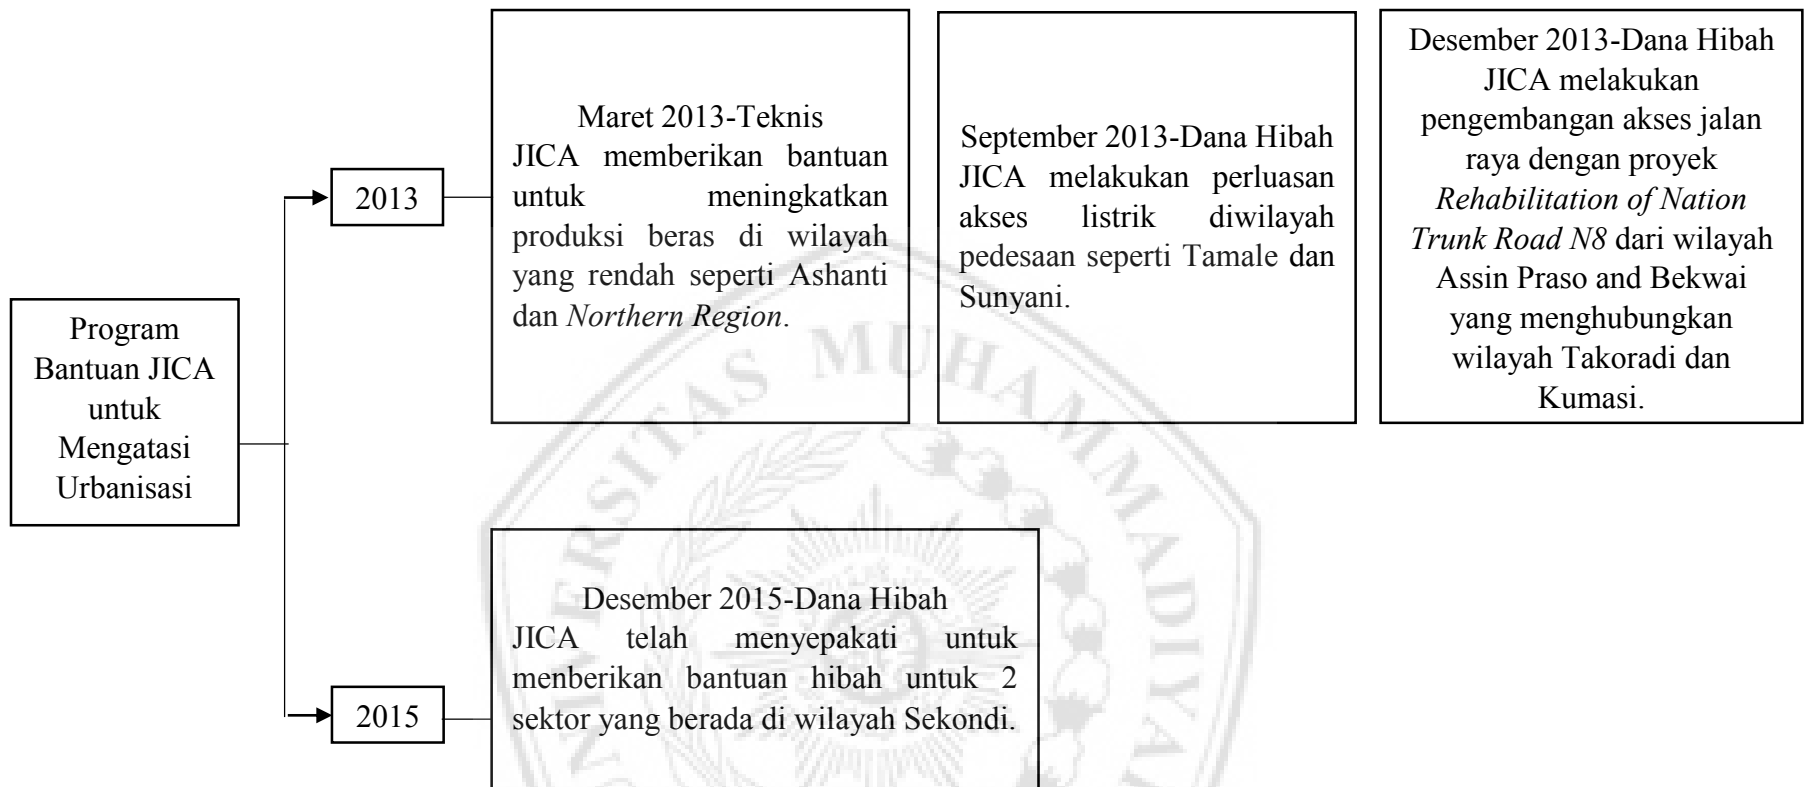 Program
Bantuan JICA
untuk
Mengatasi
Urbanisasi
2013
Maret 2013-Teknis
JICA memberikan bantuan
untuk meningkatkan
produksi beras di wilayah
yang rendah seperti Ashanti
dan Northern Region.
September 2013-Dana Hibah
JICA melakukan perluasan
akses listrik diwilayah
pedesaan seperti Tamale dan
Sunyani.
Desember 2013-Dana Hibah
JICA melakukan
pengembangan akses jalan
raya dengan proyek
Rehabilitation of Nation
Trunk Road N8 dari wilayah
Assin Praso and Bekwai
yang menghubungkan
wilayah Takoradi dan
Kumasi.
2015
Desember 2015-Dana Hibah
JICA telah menyepakati untuk
menberikan bantuan hibah untuk 2
sektor yang berada di wilayah Sekondi.
UNIVERSITAS MUHAMMADIYAH